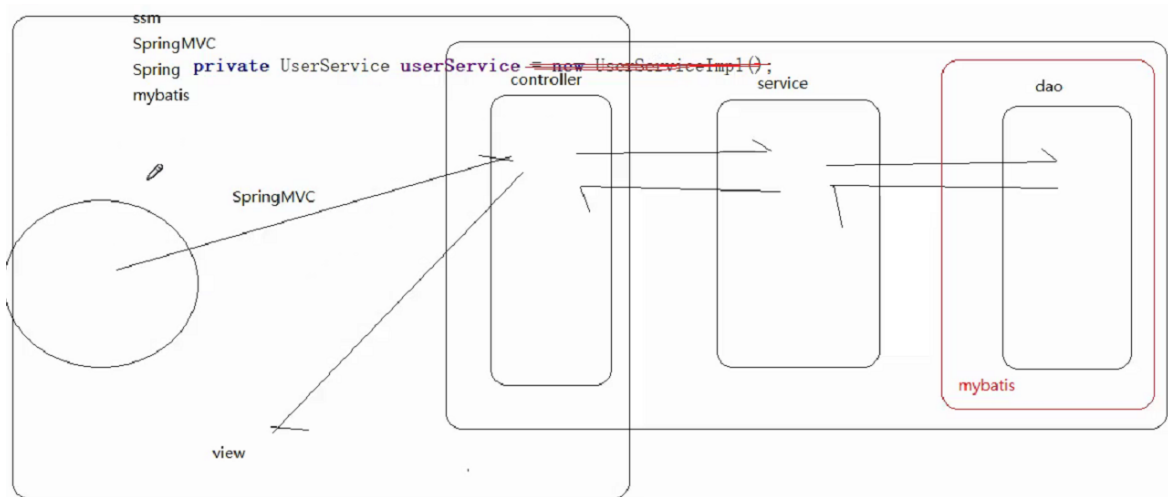 ssm
SpringMVC
Spring
mybatis
private UserService userService = new UserServiceImpl();
controller
service
dao
SpringMVC
mybatis
view